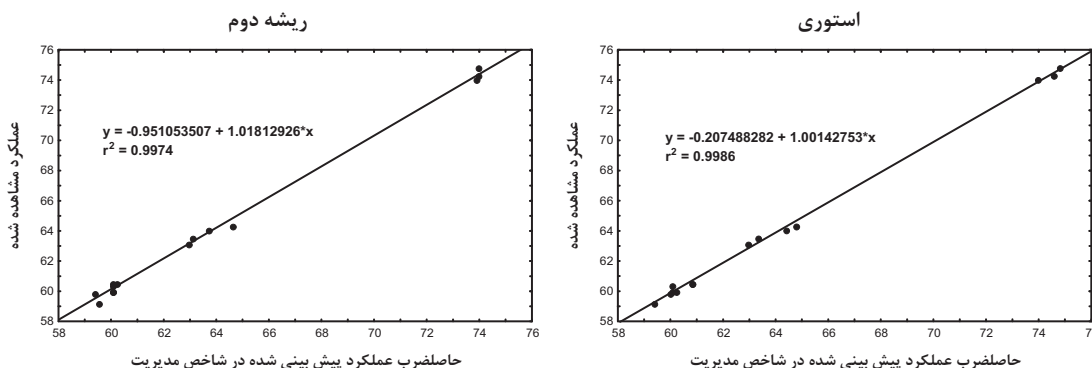 ریشه دوم
76
74
72
70
68
66
64
62
60
58
58 60 62 64 66 68 70 72 74 76
y = -0.951053507 + 1.01812926*x
r² = 0.9974
عملکرد مشاهده شده
حاصلضرب عملکرد پیش بینی شده در شاخص مدیریت
استوری
76
74
72
70
68
66
64
62
60
58
58 60 62 64 66 68 70 72 74 7
y = -0.207488282 + 1.00142753*x
r² = 0.9986
عملکرد مشاهده شده
حاصلضرب عملکرد پیش بینی شده در شاخص مدیریت